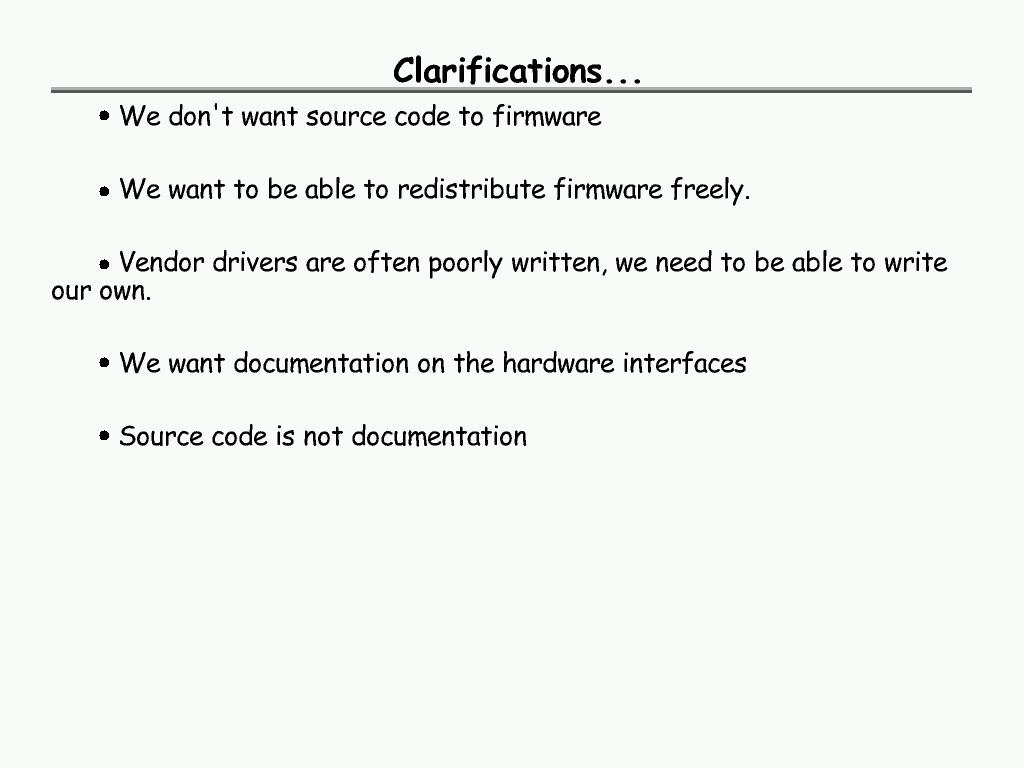 Clarifications...
• We don't want source code to firmware
• We want to be able to redistribute firmware freely.
• Vendor drivers are often poorly written, we need to be able to write
our own.
• We want documentation on the hardware interfaces
• Source code is not documentation